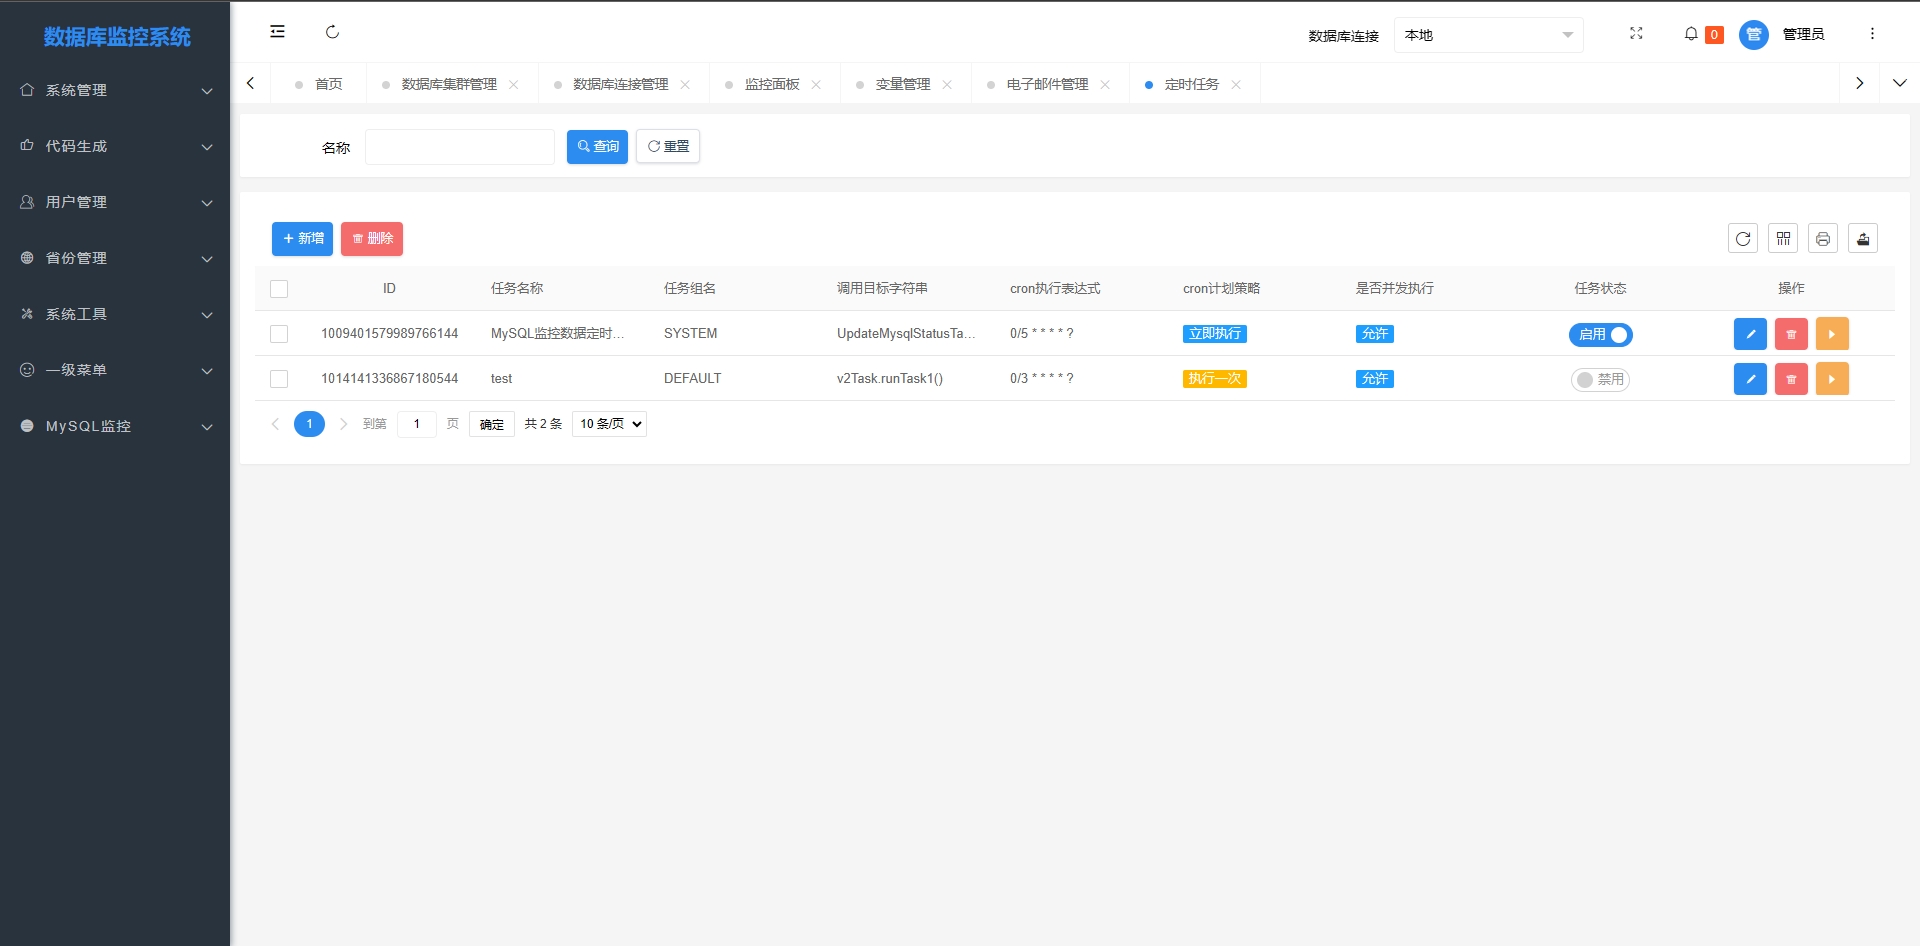 数据库监控系统
数据库连接 本地 0 管 管理员
首页 数据库集群管理 数据库连接管理 监控面板 变量管理 电子邮件管理 定时任务
系统管理
代码生成
用户管理
省份管理
系统工具
一级菜单
MySQL监控
名称 查询 重置
新增 删除
ID 任务名称 任务组名 调用目标字符串 cron执行表达式 cron计划策略 是否并发执行 任务状态 操作
1009401579989766144 MySQL监控数据定时... SYSTEM UpdateMysqlStatusTa... 0/5 * * * * ? 立即执行 允许 启用
1014141336867180544 test DEFAULT v2Task.runTask1() 0/3 * * * * ? 执行一次 允许 禁用
1 到第 1 页 确定 共 2 条 10 条/页